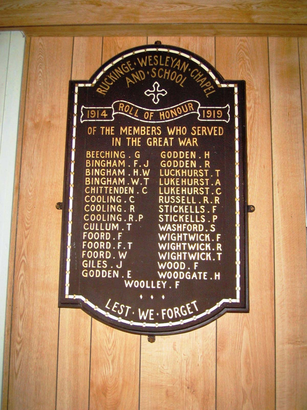 RUCKINGE · WESLEYAN · CHAPEL
AND · SCHOOL
1914 ROLL OF HONOUR 1919
OF THE MEMBERS WHO SERVED
IN THE GREAT WAR
BEECHING . G
BINGHAM . F.J
BINGHAM . H.W
BINGHAM . W.T
CHITTENDEN . C
COOLING . C
COOLING . R
COOLING . R.P
CULLUM . T
FOORD . F
FOORD . F.T
FOORD . W
GILES . J
GODDEN . E
GODDEN . H
GODDEN . R
LUCKHURST . T
LUKEHURST . A
LUKEHURST . C
RUSSELL . R.R
STICKELLS . F
STICKELLS . P
WASHFORD . S
WIGHTWICK . F
WIGHTWICK . R
WIGHTWICK . T
WOOD . F
WOODGATE . H
WOOLLEY . F
LEST · WE · FORGET